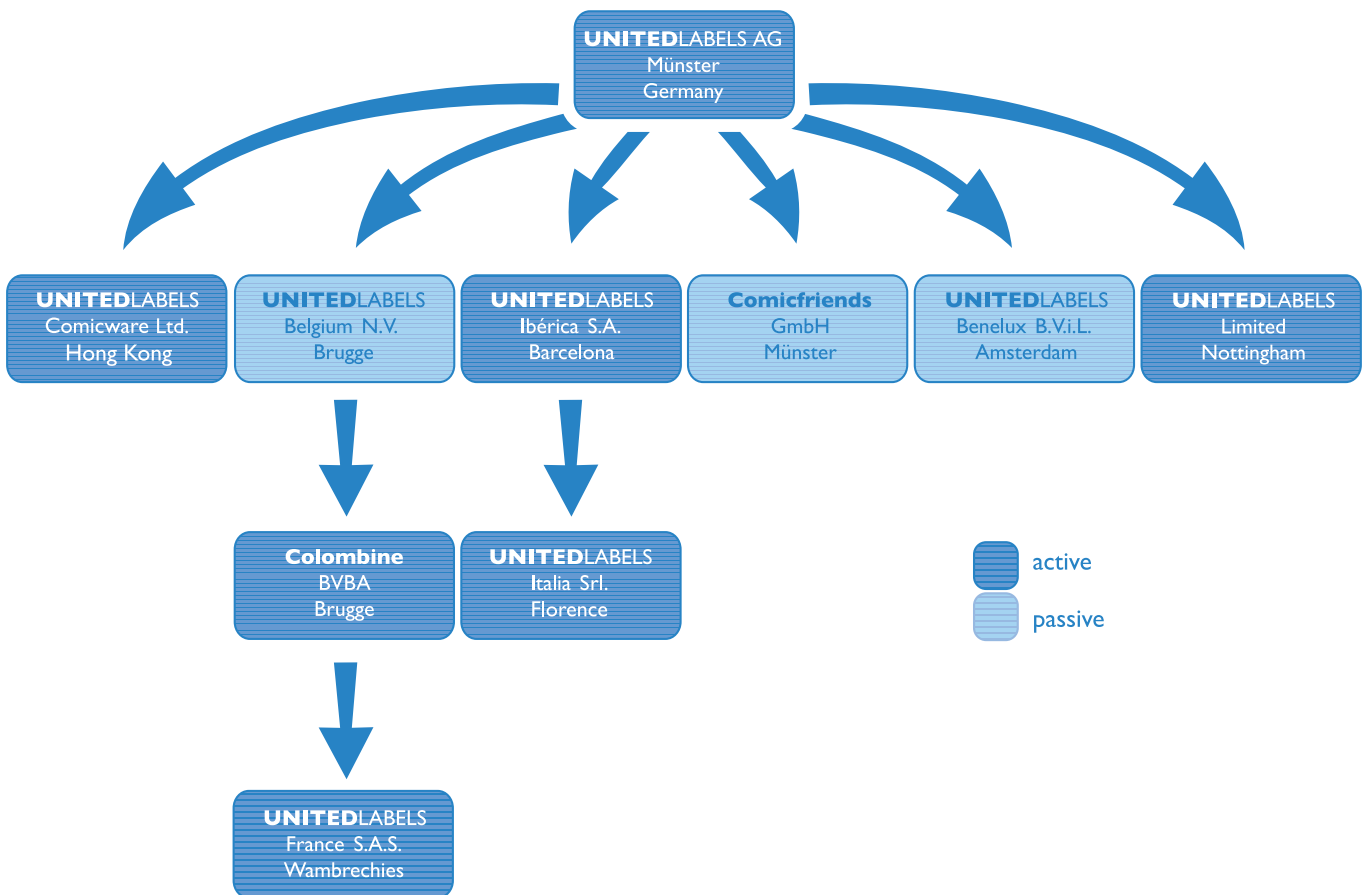 UNITEDLABELS AG
Münster
Germany
UNITEDLABELS
Comicware Ltd.
Hong Kong
UNITEDLABELS
Belgium N.V.
Brugge
UNITEDLABELS
Ibérica S.A.
Barcelona
Comicfriends
GmbH
Münster
UNITEDLABELS
Benelux B.V.i.L.
Amsterdam
UNITEDLABELS
Limited
Nottingham
Colombine
BVBA
Brugge
UNITEDLABELS
Italia Srl.
Florence
active
passive
UNITEDLABELS
France S.A.S.
Wambrechies